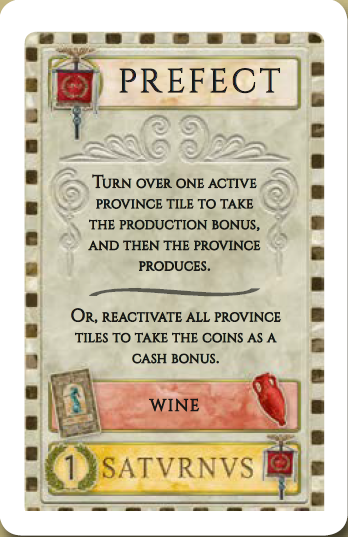 PREFECT
TURN OVER ONE ACTIVE
PROVINCE TILE TO TAKE
THE PRODUCTION BONUS,
AND THEN THE PROVINCE
PRODUCES.
OR, REACTIVATE ALL PROVINCE
TILES TO TAKE THE COINS AS A
CASH BONUS.
WINE
1 SATVRNVS